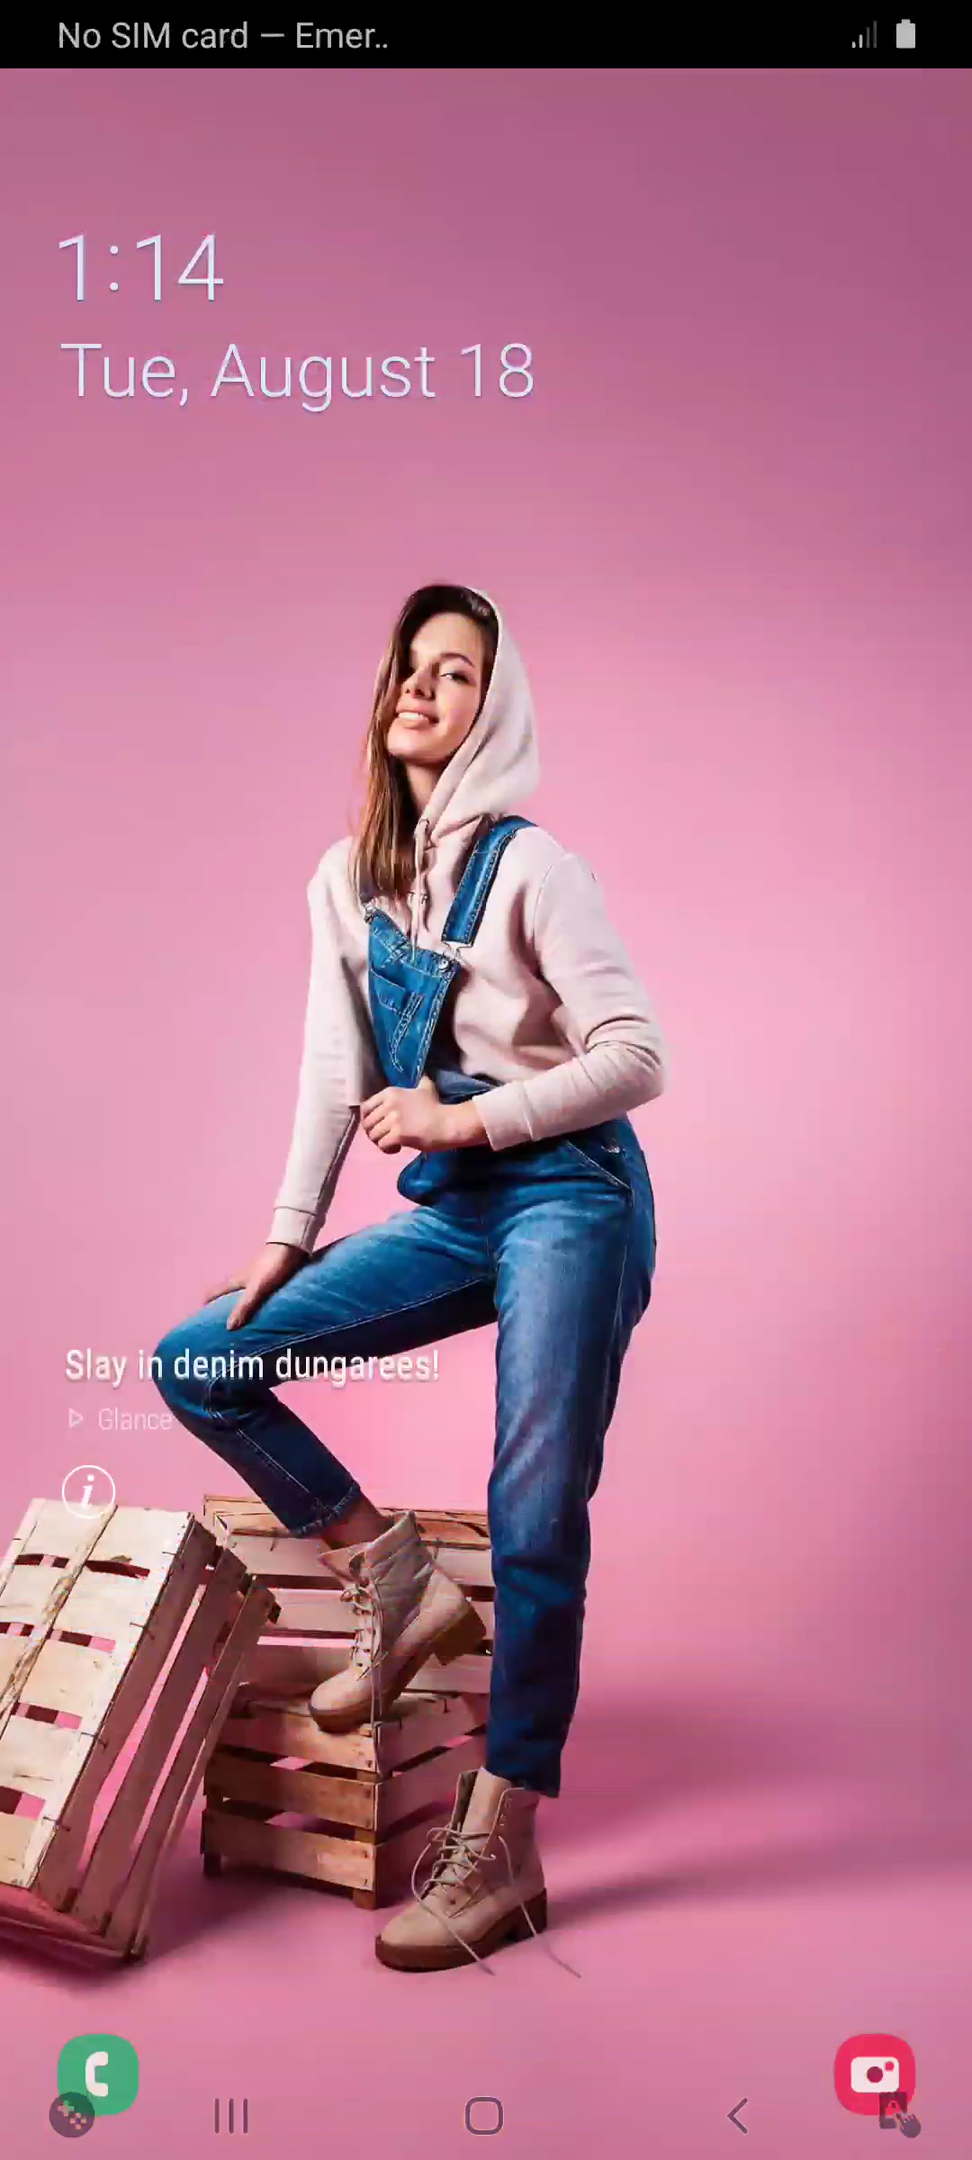 No SIM card — Emer..
1:14
Tue, August 18
Slay in denim dungarees!
Glance